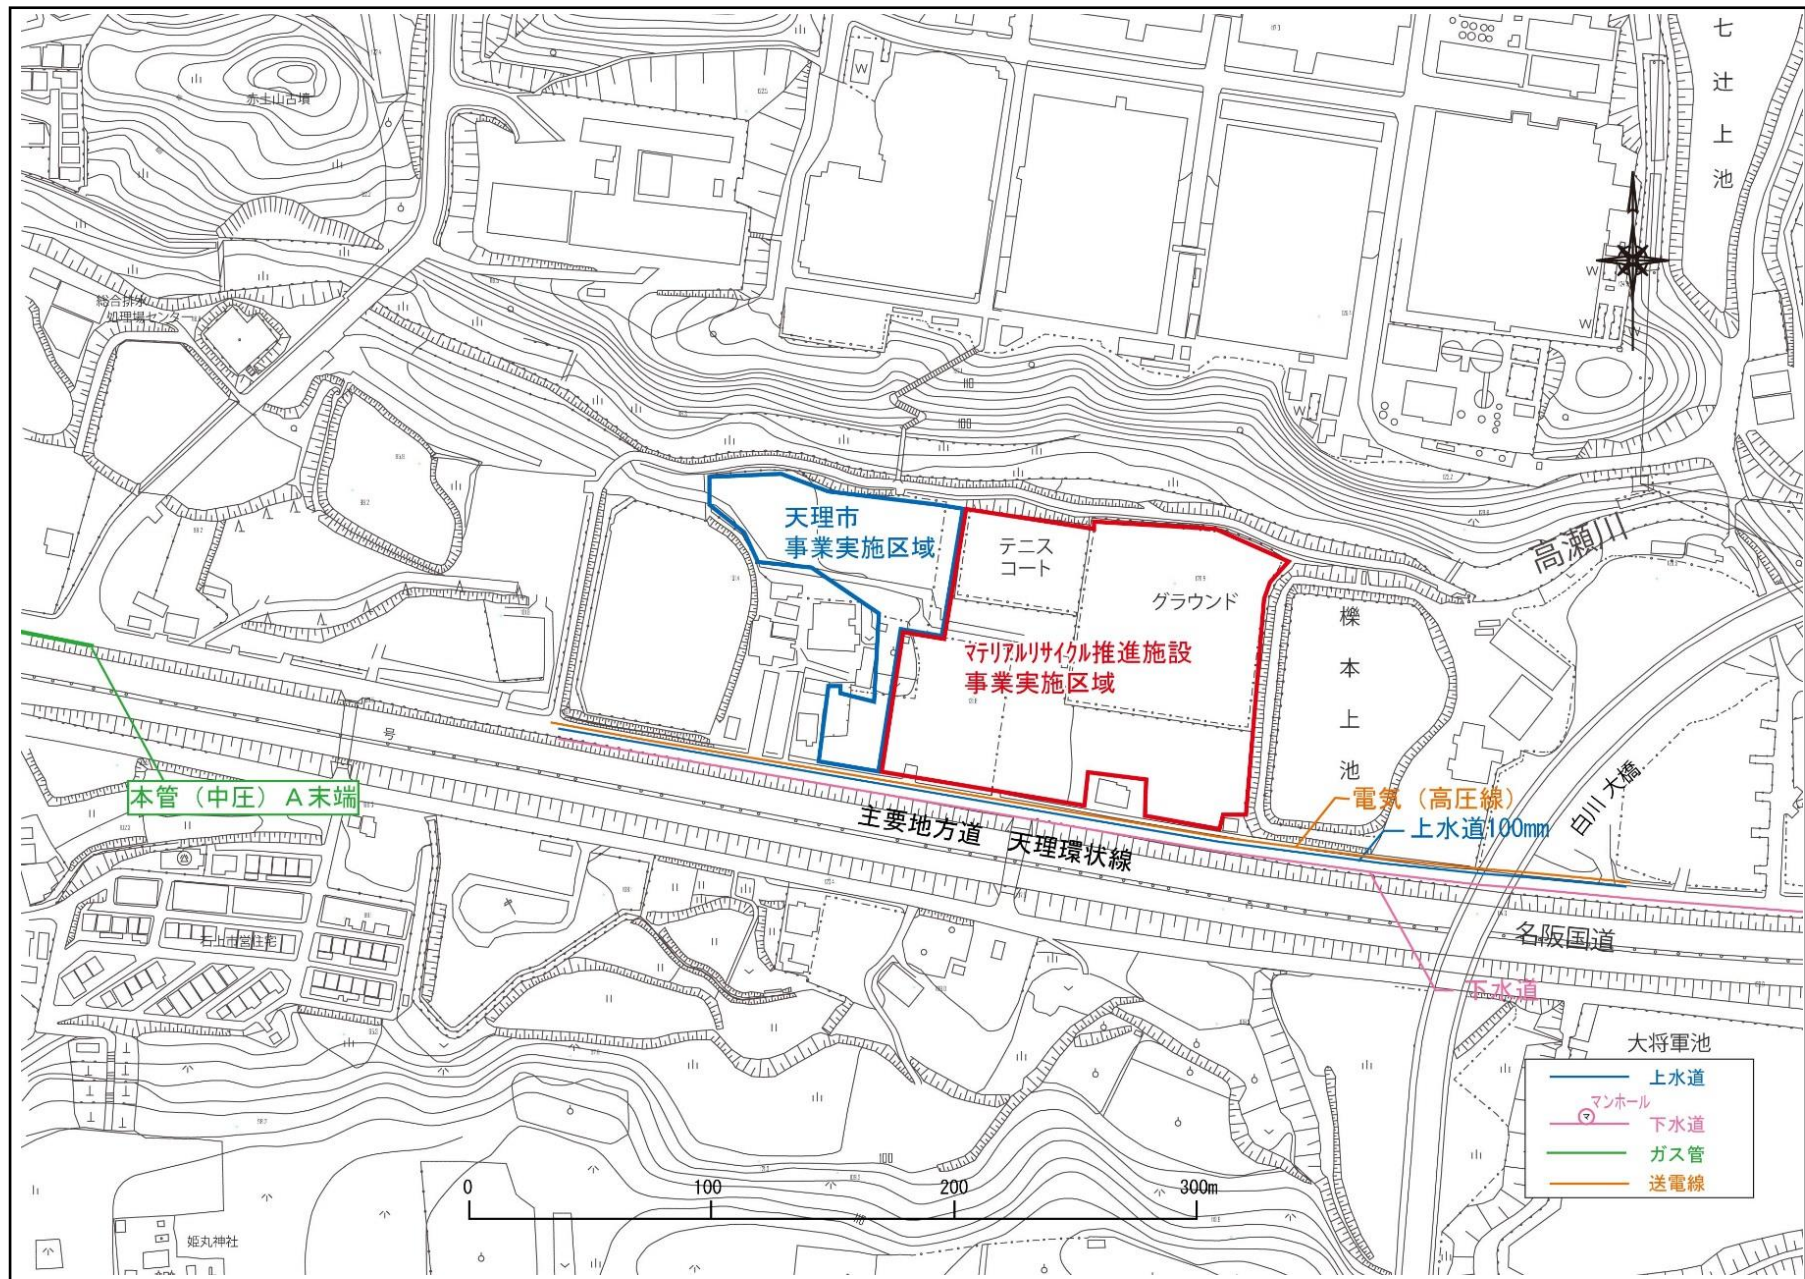 七辻上池
W
赤土山古墳
総合排水
処理場センター
W
W
110
100
W
高瀬川
天理市
事業実施区域
テニス
コート
グラウンド
櫟本上池
マテリアルリサイクル推進施設
事業実施区域
号
本管（中圧）A末端
電気（高圧線）
上水道100mm
白川大橋
主要地方道 天理環状線
名阪国道
石上市営住宅
下水道
大将軍池
上水道
マンホール
マ
下水道
ガス管
送電線
100
0 100 200 300m
110
姫丸神社